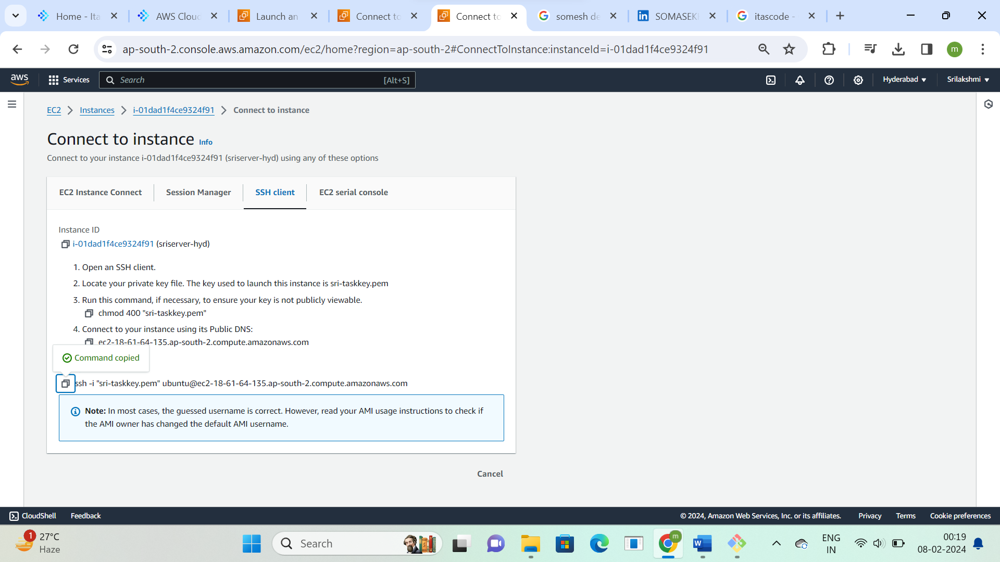 Home - Ita
AWS Clou
Launch an
Connect to
Connect to
somesh de
SOMASEK
itascode -
ap-south-2.console.aws.amazon.com/ec2/home?region=ap-south-2#ConnectToInstance:instanceId=i-01dad1f4ce9324f91
m
aws
Services
Search
[Alt+S]
Hyderabad
Srilakshmi
EC2
Instances
i-01dad1f4ce9324f91
Connect to instance
Connect to instance Info
Connect to your instance i-01dad1f4ce9324f91 (sriserver-hyd) using any of these options
EC2 Instance Connect
Session Manager
SSH client
EC2 serial console
Instance ID
i-01dad1f4ce9324f91 (sriserver-hyd)
1. Open an SSH client.
2. Locate your private key file. The key used to launch this instance is sri-taskkey.pem
3. Run this command, if necessary, to ensure your key is not publicly viewable.
chmod 400 "sri-taskkey.pem"
4. Connect to your instance using its Public DNS:
ec2-18-61-64-135.ap-south-2.compute.amazonaws.com
Command copied
ssh -i "sri-taskkey.pem" ubuntu@ec2-18-61-64-135.ap-south-2.compute.amazonaws.com
Note: In most cases, the guessed username is correct. However, read your AMI usage instructions to check if
the AMI owner has changed the default AMI username.
Cancel
CloudShell
Feedback
© 2024, Amazon Web Services, Inc. or its affiliates.
Privacy
Terms
Cookie preferences
1
27°C
Haze
Search
m
W
ENG
IN
00:19
08-02-2024